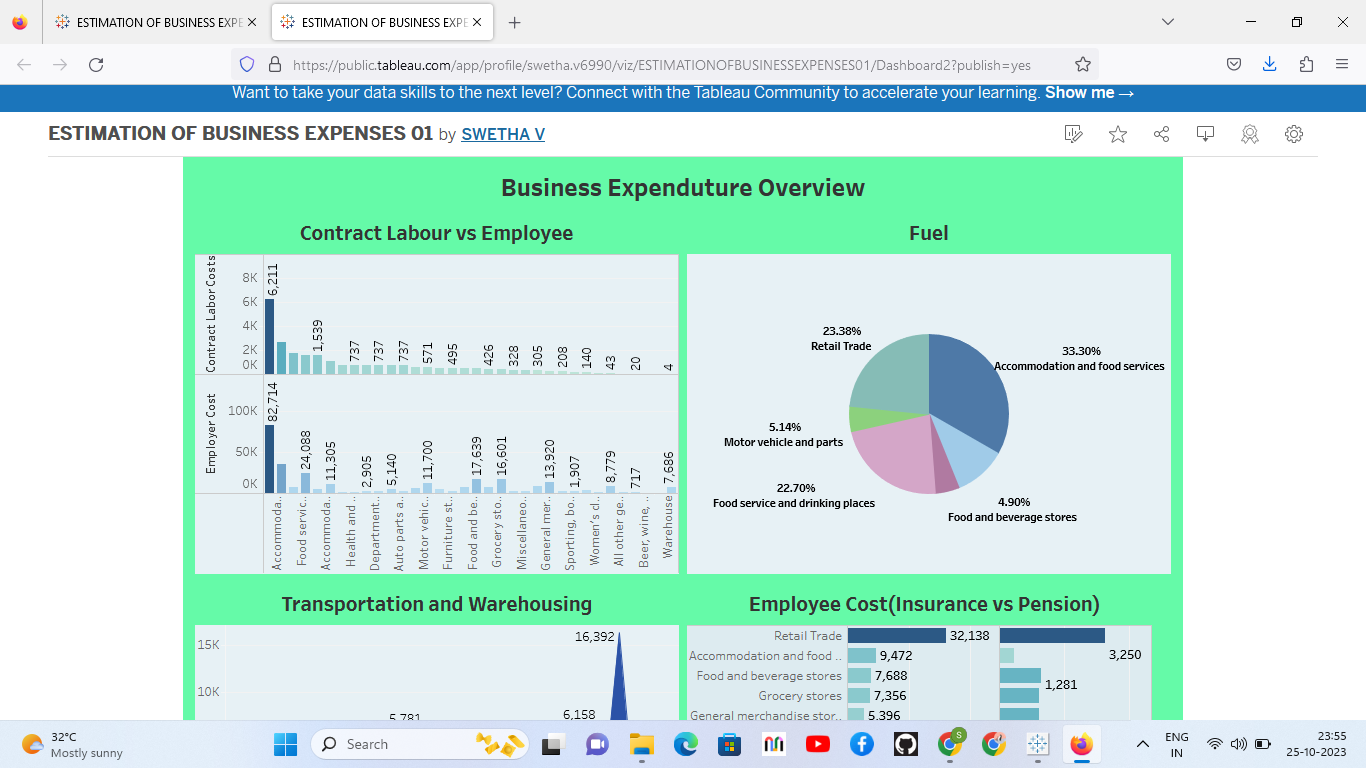 ESTIMATION OF BUSINESS EXPE
ESTIMATION OF BUSINESS EXPE
https://public.tableau.com/app/profile/swetha.v6990/viz/ESTIMATIONOFBUSINESSEXPENSES01/Dashboard2?publish=yes
Want to take your data skills to the next level? Connect with the Tableau Community to accelerate your learning. Show me →
ESTIMATION OF BUSINESS EXPENSES 01 by SWETHA V
Business Expenduture Overview
Contract Labour vs Employee
Contract Labor Costs
8K
6K
4K
2K
0K
6,211
1,539
737
737
737
571
495
426
328
305
208
140
43
20
4
Employer Cost
100K
50K
0K
82,714
24,088
11,305
2,905
5,140
11,700
17,639
16,601
13,920
1,907
8,779
717
7,686
Accommoda..
Food servic..
Accommoda..
Health and ..
Department..
Auto parts a..
Motor vehic..
Furniture st..
Food and be..
Grocery sto..
Miscellaneo..
General mer..
Sporting, bo..
Women's d..
All other ge..
Beer, wine, ..
Warehouse
Fuel
23.38%
Retail Trade
33.30%
Accommodation and food services
5.14%
Motor vehicle and parts
22.70%
Food service and drinking places
4.90%
Food and beverage stores
Transportation and Warehousing
15K
10K
16,392
5,781
6,158
Employee Cost(Insurance vs Pension)
Retail Trade 32,138
Accommodation and food .. 9,472 3,250
Food and beverage stores 7,688 1,281
Grocery stores 7,356
General merchandise stor.. 5,396
32°C
Mostly sunny
Search
S
ENG
IN
23:55
25-10-2023